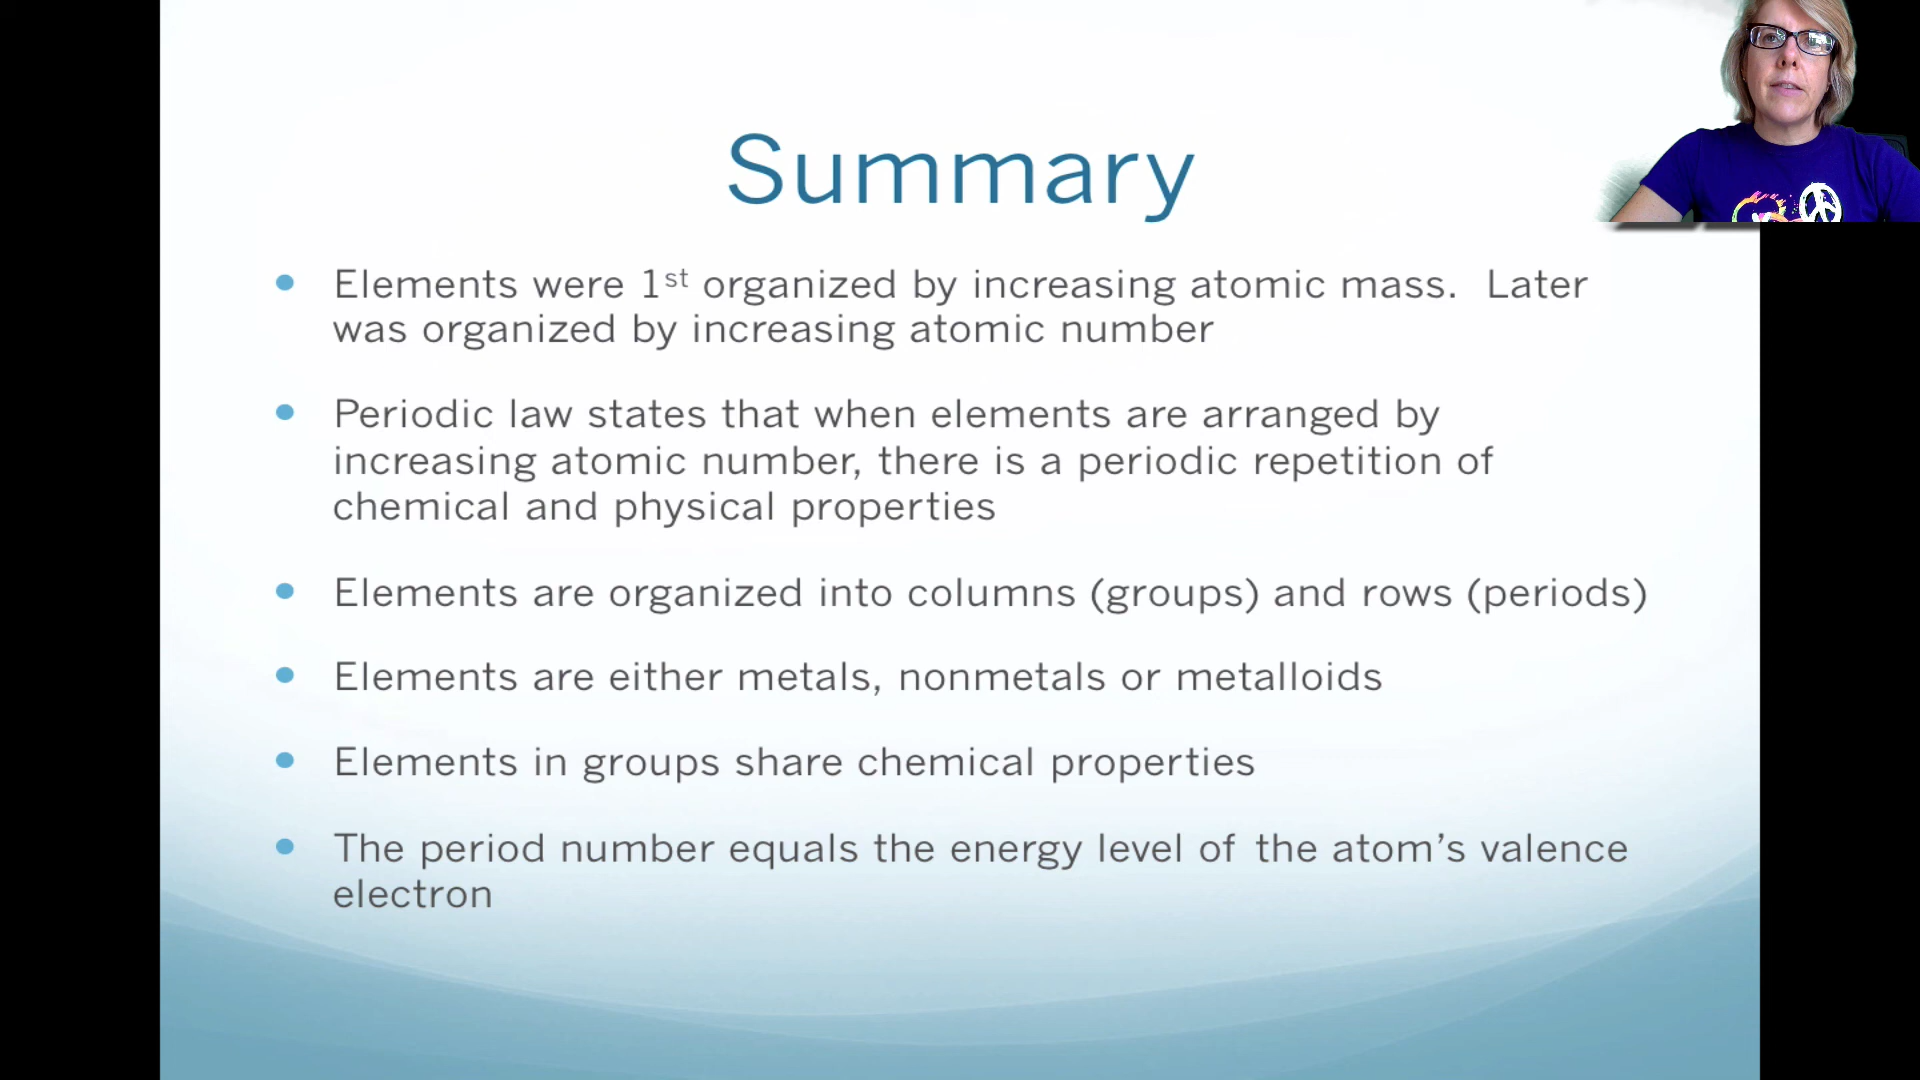 Summary
• Elements were 1st organized by increasing atomic mass.  Later
was organized by increasing atomic number
• Periodic law states that when elements are arranged by
increasing atomic number, there is a periodic repetition of
chemical and physical properties
• Elements are organized into columns (groups) and rows (periods)
• Elements are either metals, nonmetals or metalloids
• Elements in groups share chemical properties
• The period number equals the energy level of the atom’s valence
electron